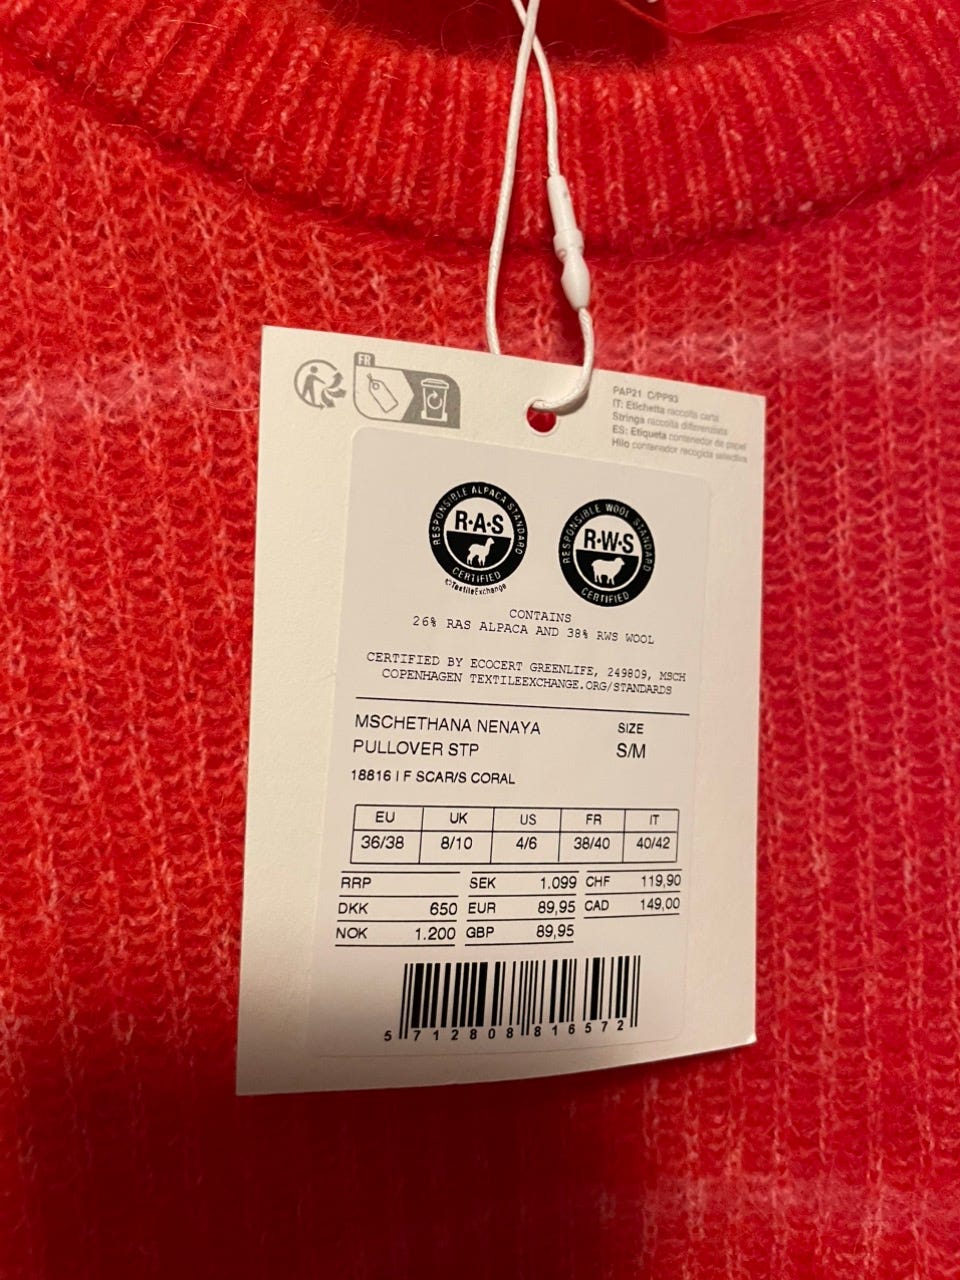 FR
PAP21 C/PP93
IT: Etichetta raccolta carta
Stringa raccolta differenziata
ES: Etiqueta contenedor de papel
Hilo contenedor recogida selectiva
RESPONSIBLE ALPACA STANDARD
R·A·S
CERTIFIED
©TextileExchange
RESPONSIBLE WOOL STANDARD
R·W·S
CERTIFIED
CONTAINS
26% RAS ALPACA AND 38% RWS WOOL
CERTIFIED BY ECOCERT GREENLIFE, 249809, MSCH
COPENHAGEN TEXTILEEXCHANGE.ORG/STANDARDS
MSCHETHANA NENAYA SIZE
PULLOVER STP S/M
18816 | F SCAR/S CORAL
EU UK US FR IT
36/38 8/10 4/6 38/40 40/42
RRP SEK 1.099 CHF 119,90
DKK 650 EUR 89,95 CAD 149,00
NOK 1.200 GBP 89,95
5 712808 816572